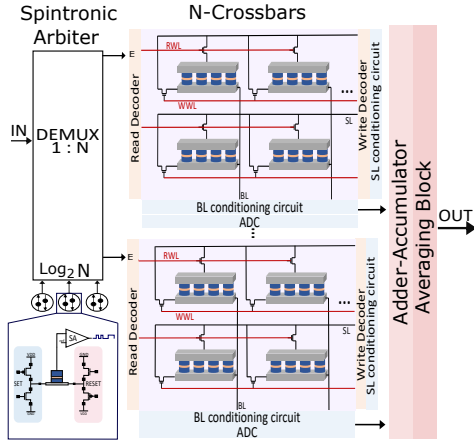 Spintronic
Arbiter
N-Crossbars
IN
DEMUX
1 : N
Log2 N
E
Read Decoder
RWL
WWL
...
SL
BL
BL
Write Decoder
SL conditioning circuit
BL conditioning circuit
ADC
...
E
Read Decoder
RWL
WWL
...
SL
BL
BL
Write Decoder
SL conditioning circuit
BL conditioning circuit
ADC
Adder-Accumulator
Averaging Block
OUT
SA
SET
RESET